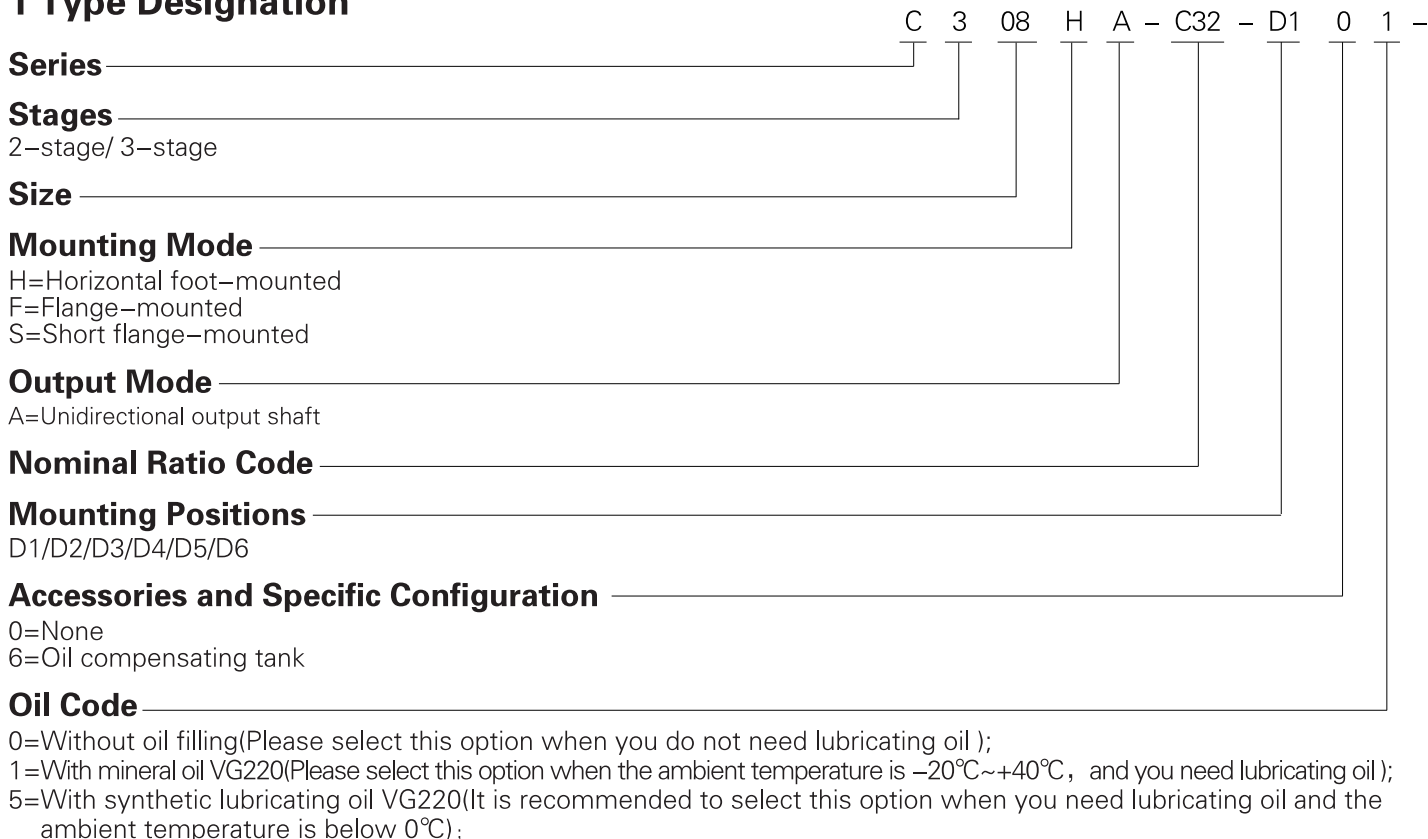 1 Type Designation
C 3 08 H A – C32 – D1 0 1 –
Series
Stages
2–stage/ 3–stage
Size
Mounting Mode
H=Horizontal foot–mounted
F=Flange–mounted
S=Short flange–mounted
Output Mode
A=Unidirectional output shaft
Nominal Ratio Code
Mounting Positions
D1/D2/D3/D4/D5/D6
Accessories and Specific Configuration
0=None
6=Oil compensating tank
Oil Code
0=Without oil filling(Please select this option when you do not need lubricating oil );
1=With mineral oil VG220(Please select this option when the ambient temperature is –20℃~+40℃, and you need lubricating oil );
5=With synthetic lubricating oil VG220(It is recommended to select this option when you need lubricating oil and the
ambient temperature is below 0℃);